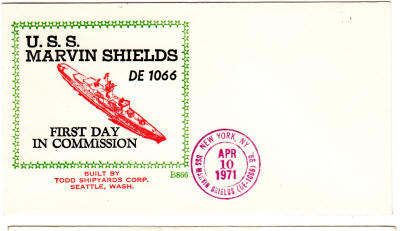 U.S.S.
MARVIN SHIELDS
DE 1066
FIRST DAY
IN COMMISSION
BUILT BY
TODD SHIPYARDS CORP.
SEATTLE, WASH.
B866
NEW YORK, NY.
APR
10
1971
USS MARVIN SHIELDS (DE-1066)